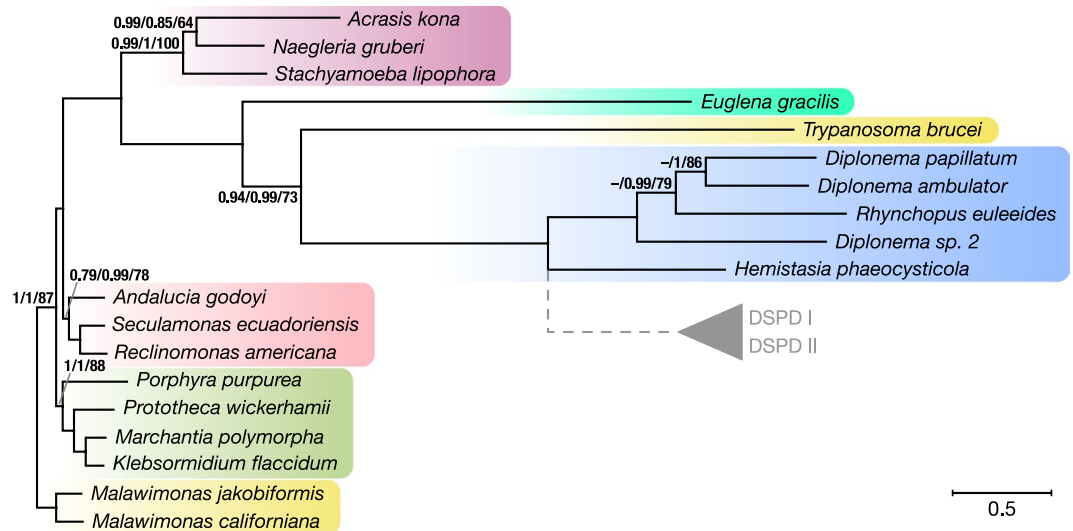 0.99/0.85/64
Acrasis kona
0.99/1/100
Naegleria gruberi
Stachyamoeba lipophora
Euglena gracilis
Trypanosoma brucei
–/1/86
Diplonema papillatum
–/0.99/79
Diplonema ambulator
0.94/0.99/73
Rhynchopus euleeides
Diplonema sp. 2
Hemistasia phaeocysticola
0.79/0.99/78
1/1/87
Andalucia godoyi
DSPD I
Seculamonas ecuadoriensis
DSPD II
Reclinomonas americana
1/1/88
Porphyra purpurea
Prototheca wickerhamii
Marchantia polymorpha
Klebsormidium flaccidum
Malawimonas jakobiformis
0.5
Malawimonas californiana